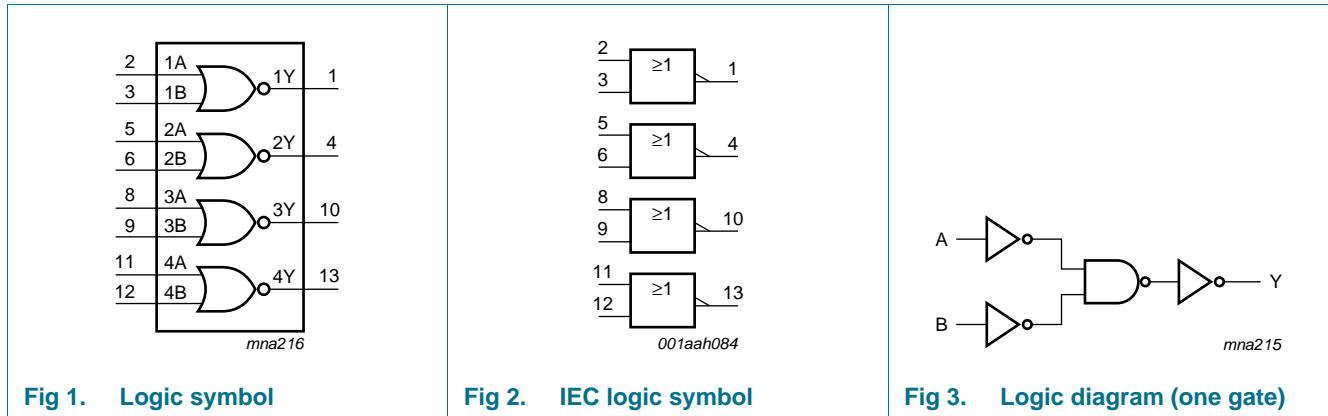 2 1A 1Y 1
3 1B
5 2A 2Y 4
6 2B
8 3A 3Y 10
9 3B
11 4A 4Y 13
12 4B
mna216
Fig 1. Logic symbol
2 ≥1 1
3
5 ≥1 4
6
8 ≥1 10
9
11 ≥1 13
12
001aah084
Fig 2. IEC logic symbol
A
Y
B
mna215
Fig 3. Logic diagram (one gate)